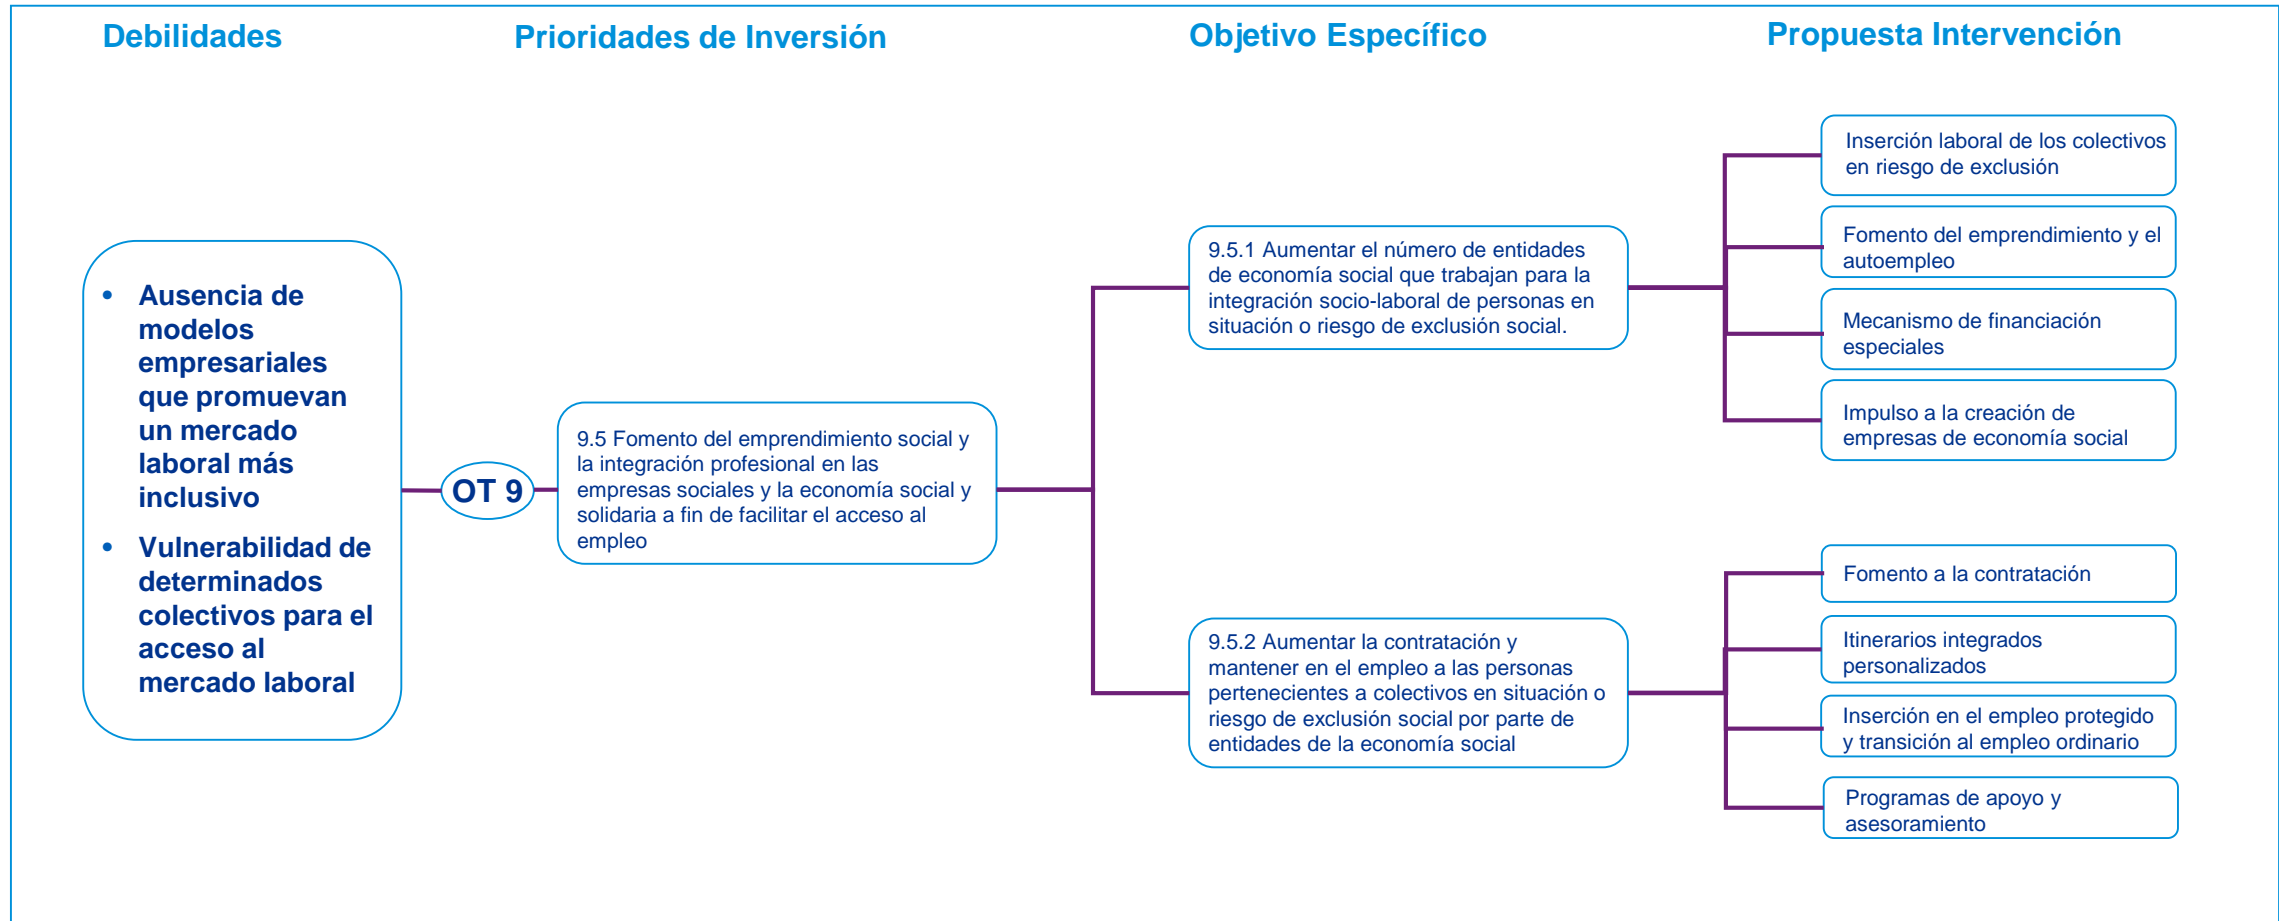 Debilidades
Prioridades de Inversión
Objetivo Específico
Propuesta Intervención
• Ausencia de
modelos
empresariales
que promuevan
un mercado
laboral más
inclusivo
• Vulnerabilidad de
determinados
colectivos para el
acceso al
mercado laboral
OT 9
9.5 Fomento del emprendimiento social y
la integración profesional en las
empresas sociales y la economía social y
solidaria a fin de facilitar el acceso al
empleo
9.5.1 Aumentar el número de entidades
de economía social que trabajan para la
integración socio-laboral de personas en
situación o riesgo de exclusión social.
Inserción laboral de los colectivos
en riesgo de exclusión
Fomento del emprendimiento y el
autoempleo
Mecanismo de financiación
especiales
Impulso a la creación de
empresas de economía social
9.5.2 Aumentar la contratación y
mantener en el empleo a las personas
pertenecientes a colectivos en situación o
riesgo de exclusión social por parte de
entidades de la economía social
Fomento a la contratación
Itinerarios integrados
personalizados
Inserción en el empleo protegido
y transición al empleo ordinario
Programas de apoyo y
asesoramiento